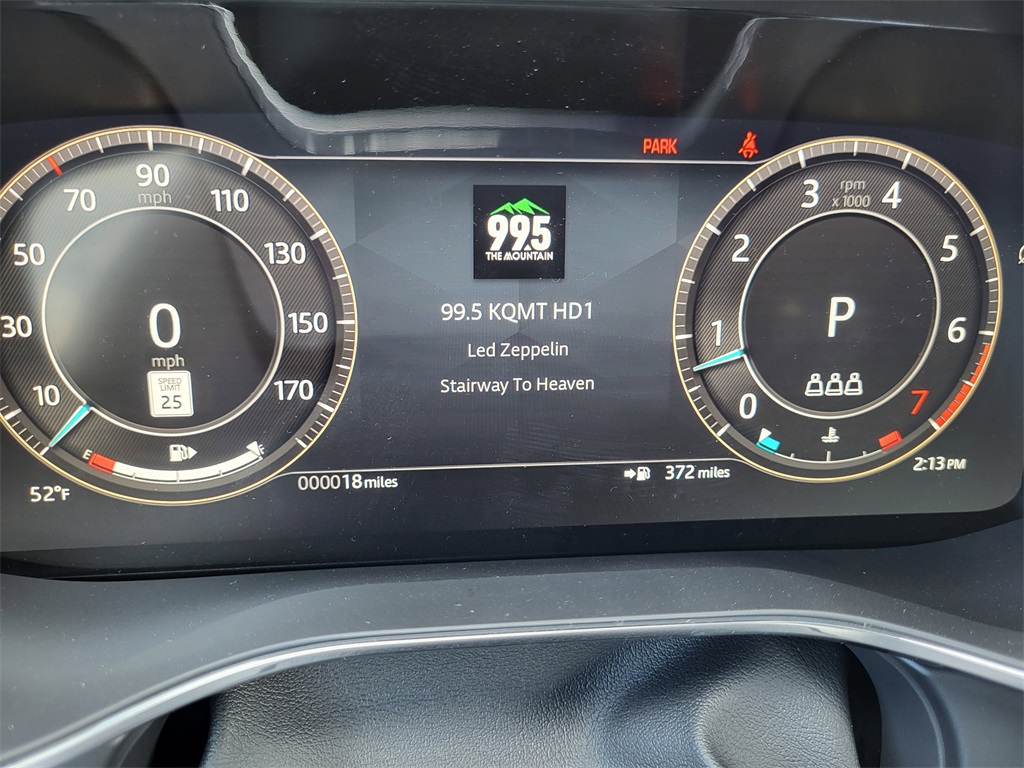 PARK
10
30
50
70
90
mph
110
130
150
170
0
mph
SPEED
LIMIT
25
E
F
52°F
99.5
THE MOUNTAIN
99.5 KQMT HD1
Led Zeppelin
Stairway To Heaven
000018 miles
372 miles
0
1
2
3
rpm
x 1000
4
5
6
7
P
2:13 PM